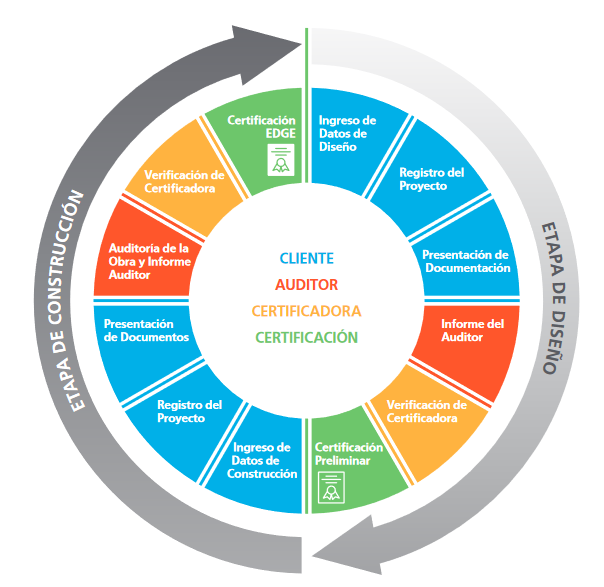 Ingreso de
Datos de
Diseño
Registro del
Proyecto
Presentación de
Documentación
Informe del
Auditor
Verificación de
Certificadora
Certificación
Preliminar
Ingreso de
Datos de
Construcción
Registro del
Proyecto
Presentación
de Documentos
Auditoría de la
Obra y Informe
Auditor
Verificación de
Certificadora
Certificación
EDGE
CLIENTE
AUDITOR
CERTIFICADORA
CERTIFICACIÓN
ETAPA DE DISEÑO
ETAPA DE CONSTRUCCIÓN